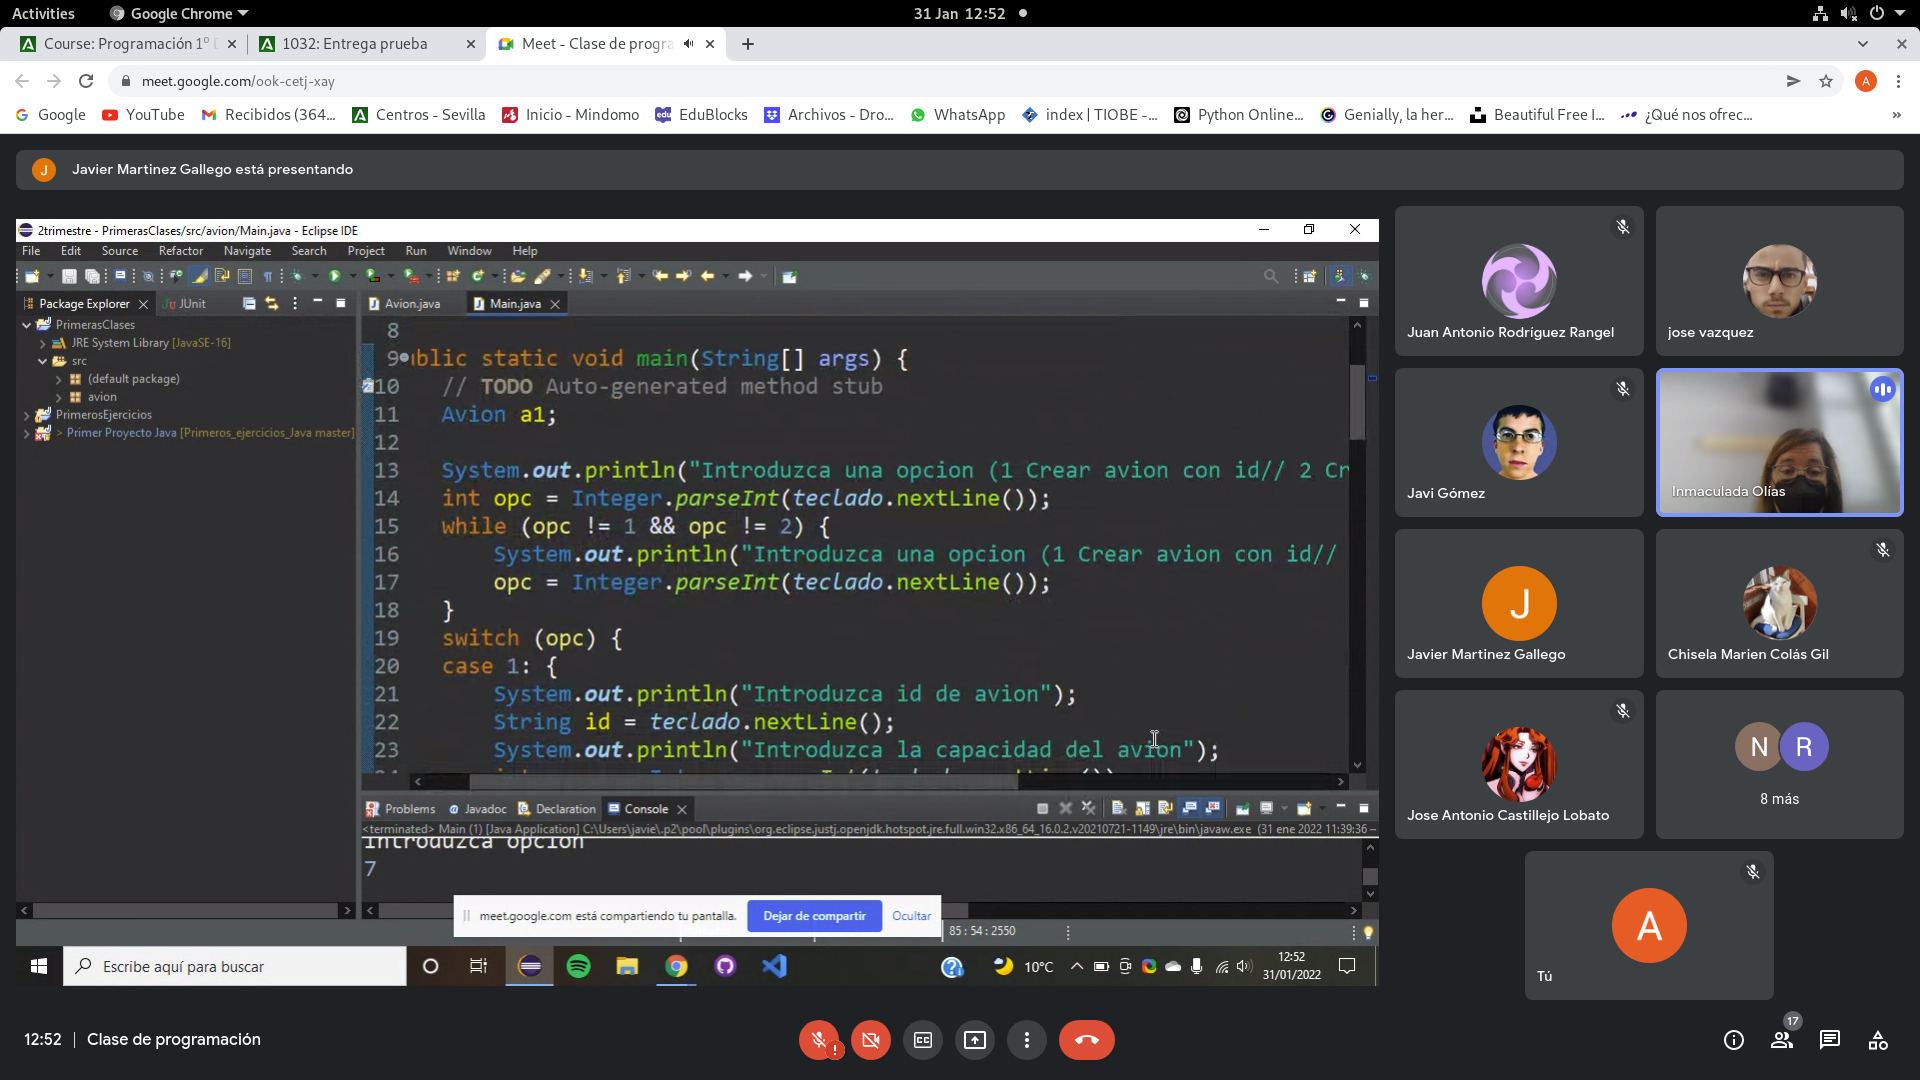 Activities
Google Chrome
31 Jan 12:52
Course: Programación 1º D
1032: Entrega prueba
Meet - Clase de progra
meet.google.com/ook-cetj-xay
A
Google
YouTube
Recibidos (364...
Centros - Sevilla
Inicio - Mindomo
EduBlocks
Archivos - Dro...
WhatsApp
index | TIOBE -...
Python Online...
Genially, la her...
Beautiful Free I...
¿Qué nos ofrec...
»
J
Javier Martinez Gallego está presentando
2trimestre - PrimerasClases/src/avion/Main.java - Eclipse IDE
File Edit Source Refactor Navigate Search Project Run Window Help
Package Explorer
JUnit
PrimerasClases
JRE System Library [JavaSE-16]
src
(default package)
avion
PrimerosEjercicios
> Primer Proyecto Java [Primeros_ejercicios_Java master]
Avion.java
Main.java
8
9 ublic static void main(String[] args) {
10 // TODO Auto-generated method stub
11 Avion a1;
12
13 System.out.println("Introduzca una opcion (1 Crear avion con id// 2 Cr
14 int opc = Integer.parseInt(teclado.nextLine());
15 while (opc != 1 && opc != 2) {
16 System.out.println("Introduzca una opcion (1 Crear avion con id//
17 opc = Integer.parseInt(teclado.nextLine());
18 }
19 switch (opc) {
20 case 1: {
21 System.out.println("Introduzca id de avion");
22 String id = teclado.nextLine();
23 System.out.println("Introduzca la capacidad del avion");
Problems
Javadoc
Declaration
Console
<terminated> Main (1) [Java Application] C:\Users\javie\.p2\pool\plugins\org.eclipse.justj.openjdk.hotspot.jre.full.win32.x86_64_16.0.2.v20210721-1149\jre\bin\javaw.exe (31 ene 2022 11:39:36 –
Introduzca opcion
7
meet.google.com está compartiendo tu pantalla.
Dejar de compartir
Ocultar
85 : 54 : 2550
Escribe aquí para buscar
10°C
12:52
31/01/2022
Juan Antonio Rodríguez Rangel
jose vazquez
Javi Gómez
Inmaculada Olías
J
Javier Martinez Gallego
Chisela Marien Colás Gil
Jose Antonio Castillejo Lobato
N
R
8 más
A
Tú
12:52 | Clase de programación
17